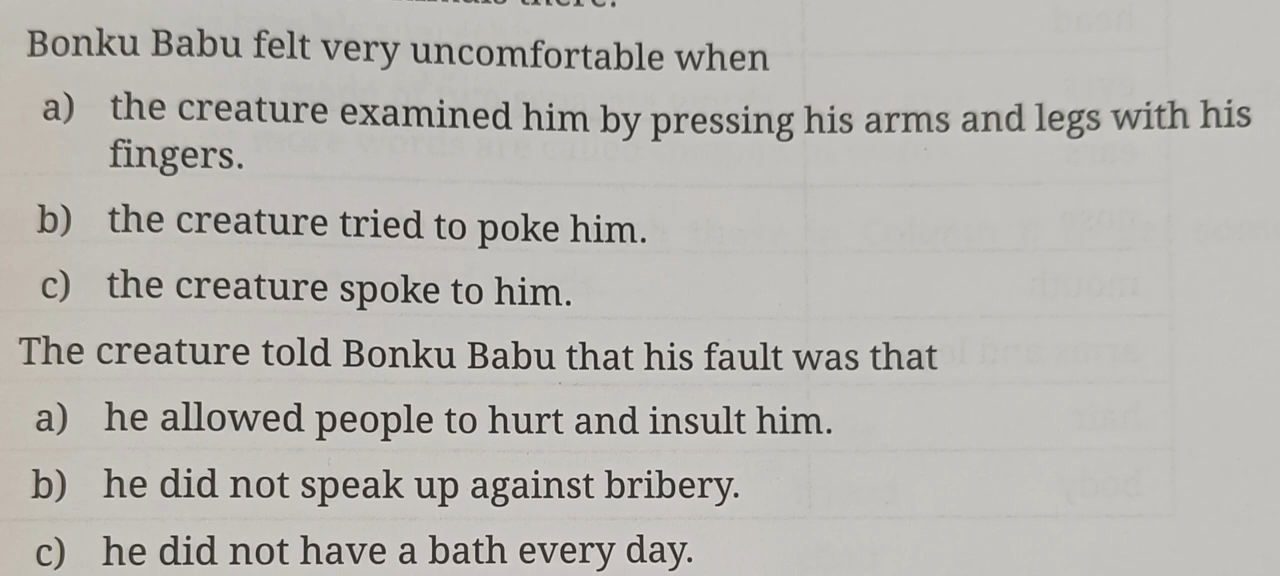 Bonku Babu felt very uncomfortable when
a) the creature examined him by pressing his arms and legs with his
fingers.
b) the creature tried to poke him.
c) the creature spoke to him.
The creature told Bonku Babu that his fault was that
a) he allowed people to hurt and insult him.
b) he did not speak up against bribery.
c) he did not have a bath every day.